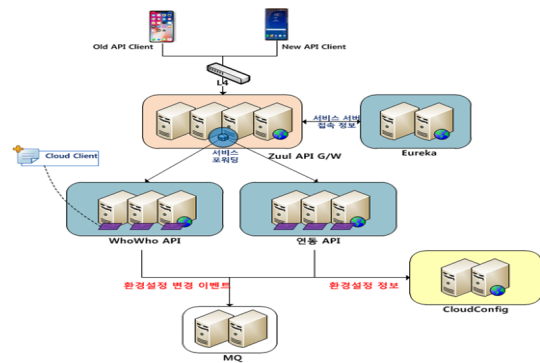 Old API Client
New API Client
L4
서비스 서버
접속 정보
서비스
포워딩
Zuul API G/W
Eureka
Cloud Client
WhoWho API
연동 API
환경설정 변경 이벤트
환경설정 정보
CloudConfig
MQ